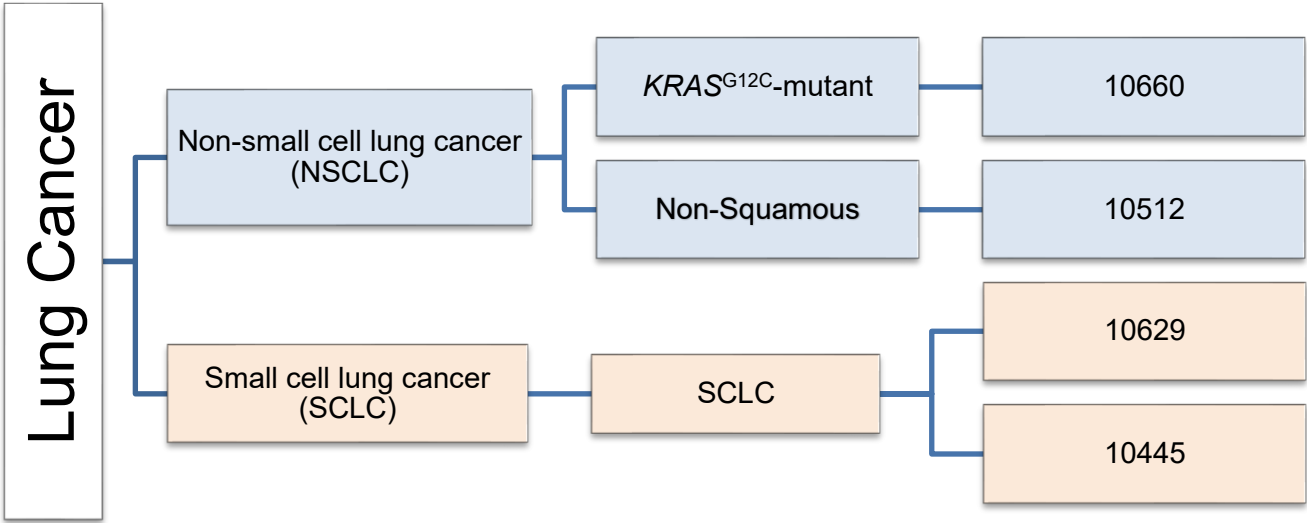 Lung Cancer
Non-small cell lung cancer
(NSCLC)
KRASG12C-mutant
10660
Non-Squamous
10512
Small cell lung cancer
(SCLC)
SCLC
10629
10445